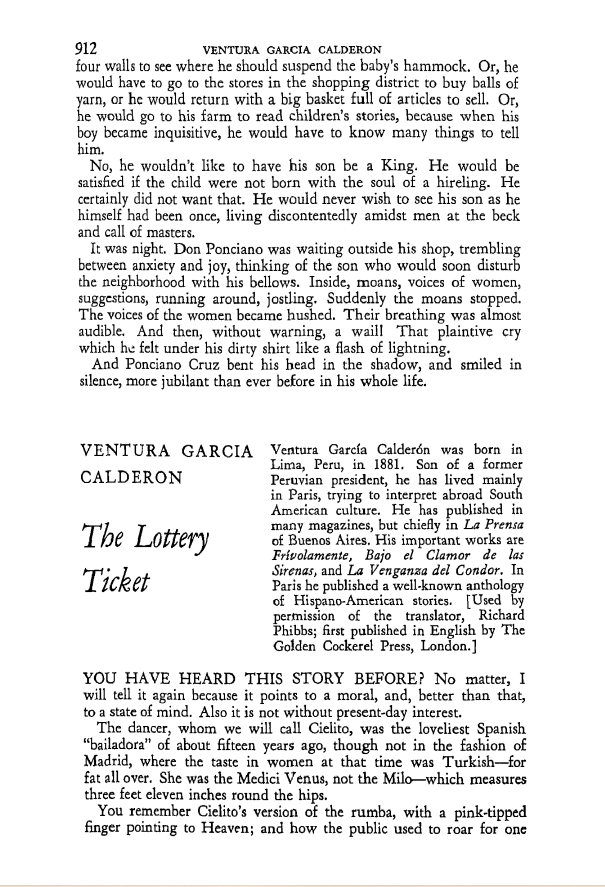 912 VENTURA GARCIA CALDERON
four walls to see where he should suspend the baby's hammock. Or, he
would have to go to the stores in the shopping district to buy balls of
yarn, or he would return with a big basket full of articles to sell. Or,
he would go to his farm to read children's stories, because when his
boy became inquisitive, he would have to know many things to tell
him.
No, he wouldn't like to have his son be a King. He would be
satisfied if the child were not born with the soul of a hireling. He
certainly did not want that. He would never wish to see his son as he
himself had been once, living discontentedly amidst men at the beck
and call of masters.
It was night. Don Ponciano was waiting outside his shop, trembling
between anxiety and joy, thinking of the son who would soon disturb
the neighborhood with his bellows. Inside, moans, voices of women,
suggestions, running around, jostling. Suddenly the moans stopped.
The voices of the women became hushed. Their breathing was almost
audible. And then, without warning, a wail! That plaintive cry
which he felt under his dirty shirt like a flash of lightning.
And Ponciano Cruz bent his head in the shadow, and smiled in
silence, more jubilant than ever before in his whole life.
VENTURA GARCIA
CALDERON
The Lottery
Ticket
Ventura García Calderón was born in
Lima, Peru, in 1881. Son of a former
Peruvian president, he has lived mainly
in Paris, trying to interpret abroad South
American culture. He has published in
many magazines, but chiefly in La Prensa
of Buenos Aires. His important works are
Frívolamente, Bajo el Clamor de las
Sirenas, and La Venganza del Condor. In
Paris he published a well-known anthology
of Hispano-American stories. [Used by
permission of the translator, Richard
Phibbs; first published in English by The
Golden Cockerel Press, London.]
YOU HAVE HEARD THIS STORY BEFORE? No matter, I
will tell it again because it points to a moral, and, better than that,
to a state of mind. Also it is not without present-day interest.
The dancer, whom we will call Cielito, was the loveliest Spanish
"bailadora" of about fifteen years ago, though not in the fashion of
Madrid, where the taste in women at that time was Turkish—for
fat all over. She was the Medici Venus, not the Milo—which measures
three feet eleven inches round the hips.
You remember Cielito's version of the rumba, with a pink-tipped
finger pointing to Heaven; and how the public used to roar for one